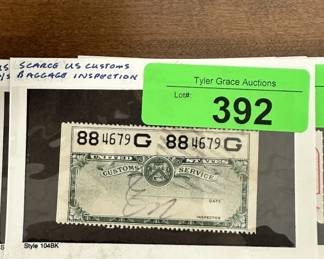 SCARCE US CUSTOMS
BAGGAGE INSPECTION
Tyler Grace Auctions
Lot#:
392
88 4679 G 88 4679 G
UNITED STATES
CUSTOMS SERVICE
DATE
INSPECTOR
Style 104BK